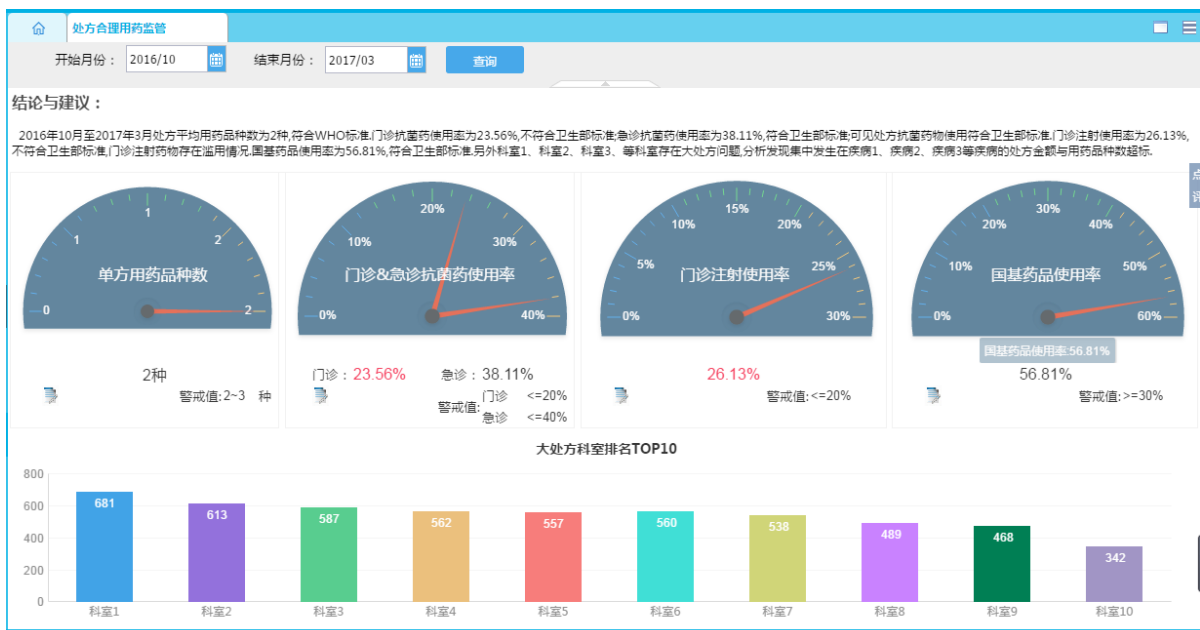 处方合理用药监管
开始月份： 2016/10 结束月份： 2017/03 查询
结论与建议：
2016年10月至2017年3月处方平均用药品种数为2种,符合WHO标准.门诊抗菌药使用率为23.56%,不符合卫生部标准;急诊抗菌药使用率为38.11%,符合卫生部标准;可见处方抗菌药物使用符合卫生部标准.门诊注射使用率为26.13%,
不符合卫生部标准,门诊注射药物存在滥用情况.国基药品使用率为56.81%,符合卫生部标准.另外科室1、科室2、科室3、等科室存在大处方问题,分析发现集中发生在疾病1、疾病2、疾病3等疾病的处方金额与用药品种数超标.
点
评
0 1 1 2 2
单方用药品种数
2种
警戒值:2~3 种
0% 10% 20% 30% 40%
门诊&急诊抗菌药使用率
门诊：23.56% 急诊：38.11%
警戒值:
门诊 <=20%
急诊 <=40%
0% 5% 10% 15% 20% 25% 30%
门诊注射使用率
26.13%
警戒值:<=20%
0% 10% 20% 30% 40% 50% 60%
国基药品使用率
国基药品使用率:56.81%
56.81%
警戒值:>=30%
大处方科室排名TOP10
800
600
400
200
0
681 613 587 562 557 560 538 489 468 342
科室1 科室2 科室3 科室4 科室5 科室6 科室7 科室8 科室9 科室10